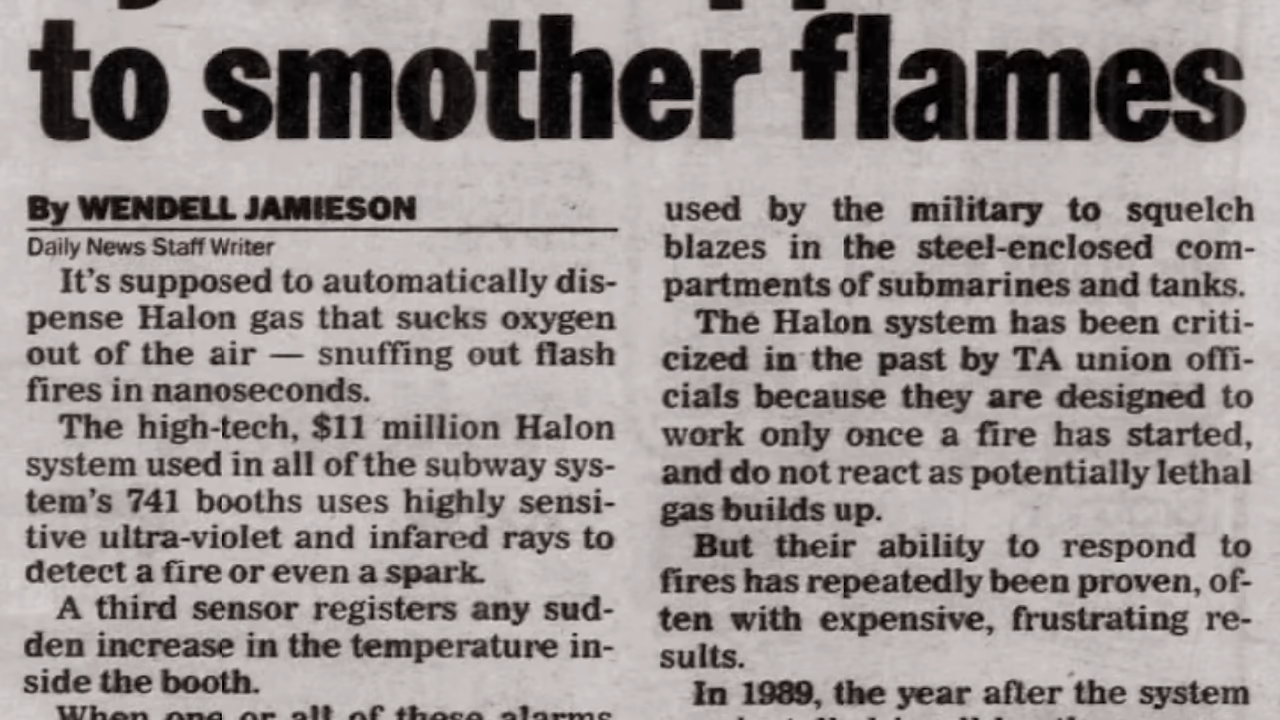 to smother flames
By WENDELL JAMIESON
Daily News Staff Writer
It's supposed to automatically dis-
pense Halon gas that sucks oxygen
out of the air — snuffing out flash
fires in nanoseconds.
The high-tech, $11 million Halon
system used in all of the subway sys-
tem's 741 booths uses highly sensi-
tive ultra-violet and infared rays to
detect a fire or even a spark.
A third sensor registers any sud-
den increase in the temperature in-
side the booth.
When one or all of these alarms
used by the military to squelch
blazes in the steel-enclosed com-
partments of submarines and tanks.
The Halon system has been criti-
cized in the past by TA union offi-
cials because they are designed to
work only once a fire has started,
and do not react as potentially lethal
gas builds up.
But their ability to respond to
fires has repeatedly been proven, of-
ten with expensive, frustrating re-
sults.
In 1989, the year after the system